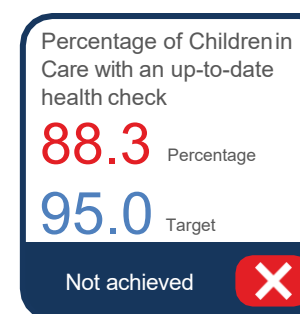 Percentage of Children in
Care with an up-to-date
health check
88.3 Percentage
95.0 Target
Not achieved